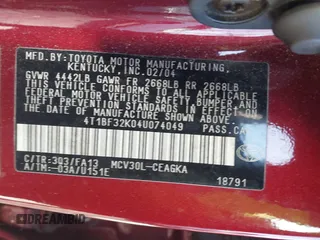 MFD.BY: TOYOTA MOTOR MANUFACTURING,
KENTUCKY, INC. 02/04
GVWR 4442LB GAWR FR 2668LB RR 2668LB
THIS VEHICLE CONFORMS TO ALL APPLICABLE
FEDERAL MOTOR VEHICLE SAFETY, BUMPER, AND
THEFT PREVENTION STANDARDS IN EFFECT ON
THE DATE OF MANUFACTURE SHOWN ABOVE.
4T1BF32K04U074049 PASS.CAR
C/TR:3Q3/FA13 MCV30L-CEAGKA
A/TM:-03A/U151E
18791
DREAMBID